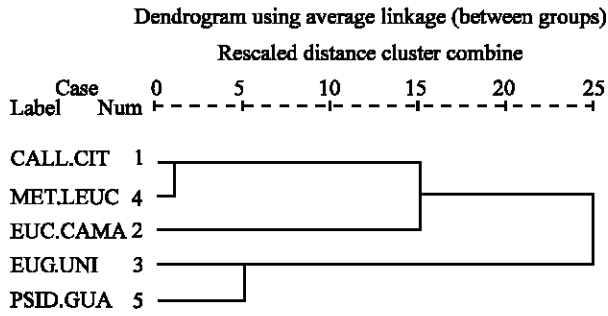 Dendrogram using average linkage (between groups)
Rescaled distance cluster combine
Case
Label Num 0 5 10 15 20 25
CALL.CIT 1
MET.LEUC 4
EUC.CAMA 2
EUG.UNI 3
PSID.GUA 5